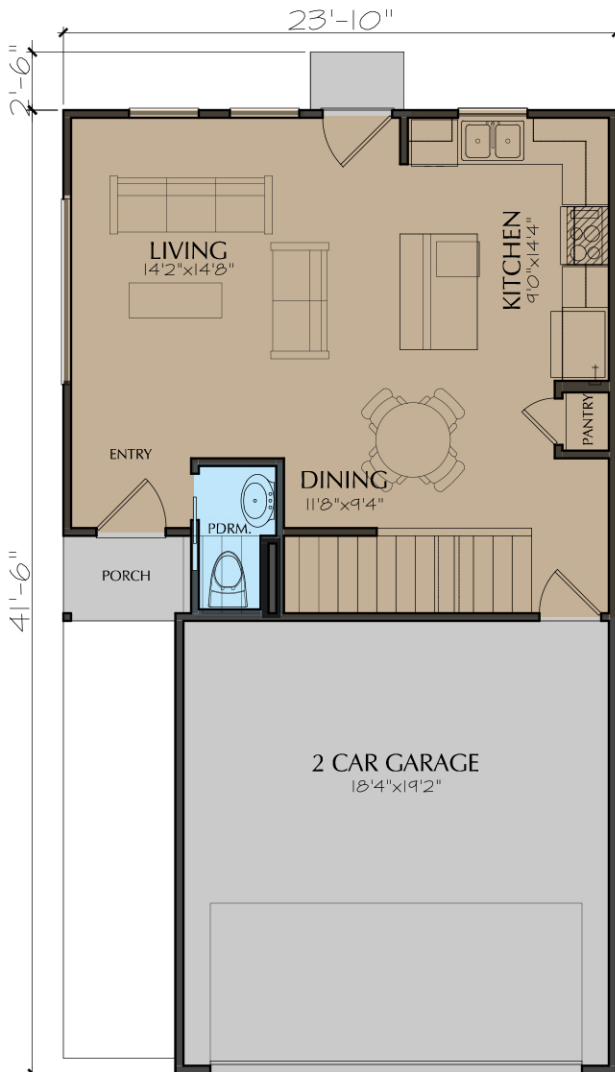 23'-10"
2'-6"
LIVING
14'2"x14'8"
KITCHEN
9'0"x14'4"
PANTRY
ENTRY
DINING
11'8"x9'4"
PDRM.
PORCH
41'-6"
2 CAR GARAGE
18'4"x19'2"